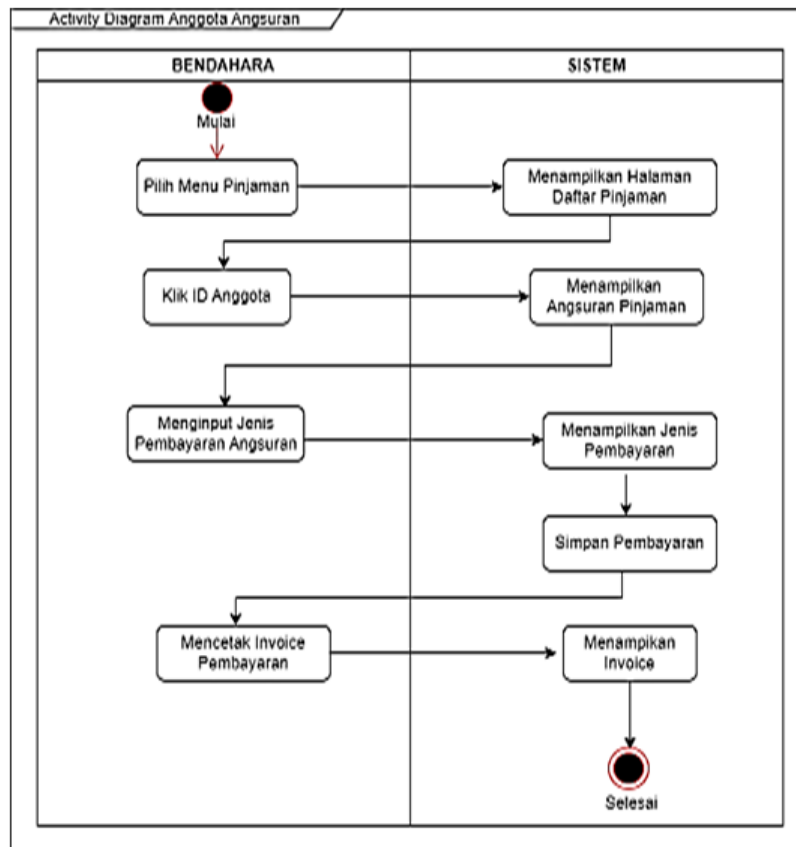 Activity Diagram Anggota Angsuran
BENDAHARA
SISTEM
Mulai
Pilih Menu Pinjaman
Menampilkan Halaman
Daftar Pinjaman
Klik ID Anggota
Menampilkan
Angsuran Pinjaman
Menginput Jenis
Pembayaran Angsuran
Menampilkan Jenis
Pembayaran
Simpan Pembayaran
Mencetak Invoice
Pembayaran
Menampikan
Invoice
Selesai